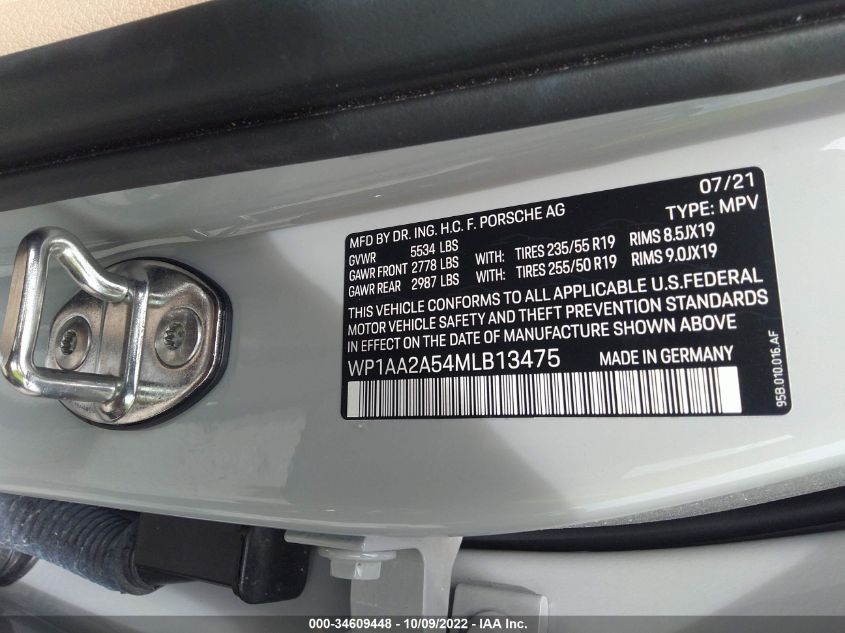 07/21
MFD BY DR. ING. H.C. F. PORSCHE AG TYPE: MPV
GVWR 5534 LBS
GAWR FRONT 2778 LBS WITH: TIRES 235/55 R19 RIMS 8.5JX19
GAWR REAR 2987 LBS WITH: TIRES 255/50 R19 RIMS 9.0JX19
THIS VEHICLE CONFORMS TO ALL APPLICABLE U.S.FEDERAL
MOTOR VEHICLE SAFETY AND THEFT PREVENTION STANDARDS
IN EFFECT ON THE DATE OF MANUFACTURE SHOWN ABOVE
WP1AA2A54MLB13475 MADE IN GERMANY
95B.010.016.AF
000-34609448 - 10/09/2022 - IAA Inc.